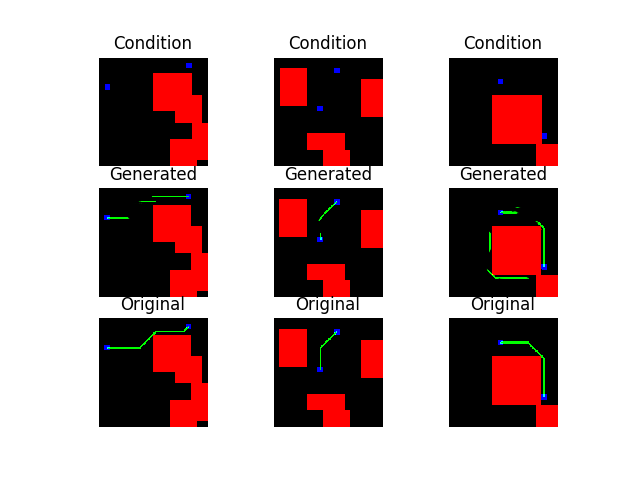 Condition Condition Condition
Generated Generated Generated
Original Original Original